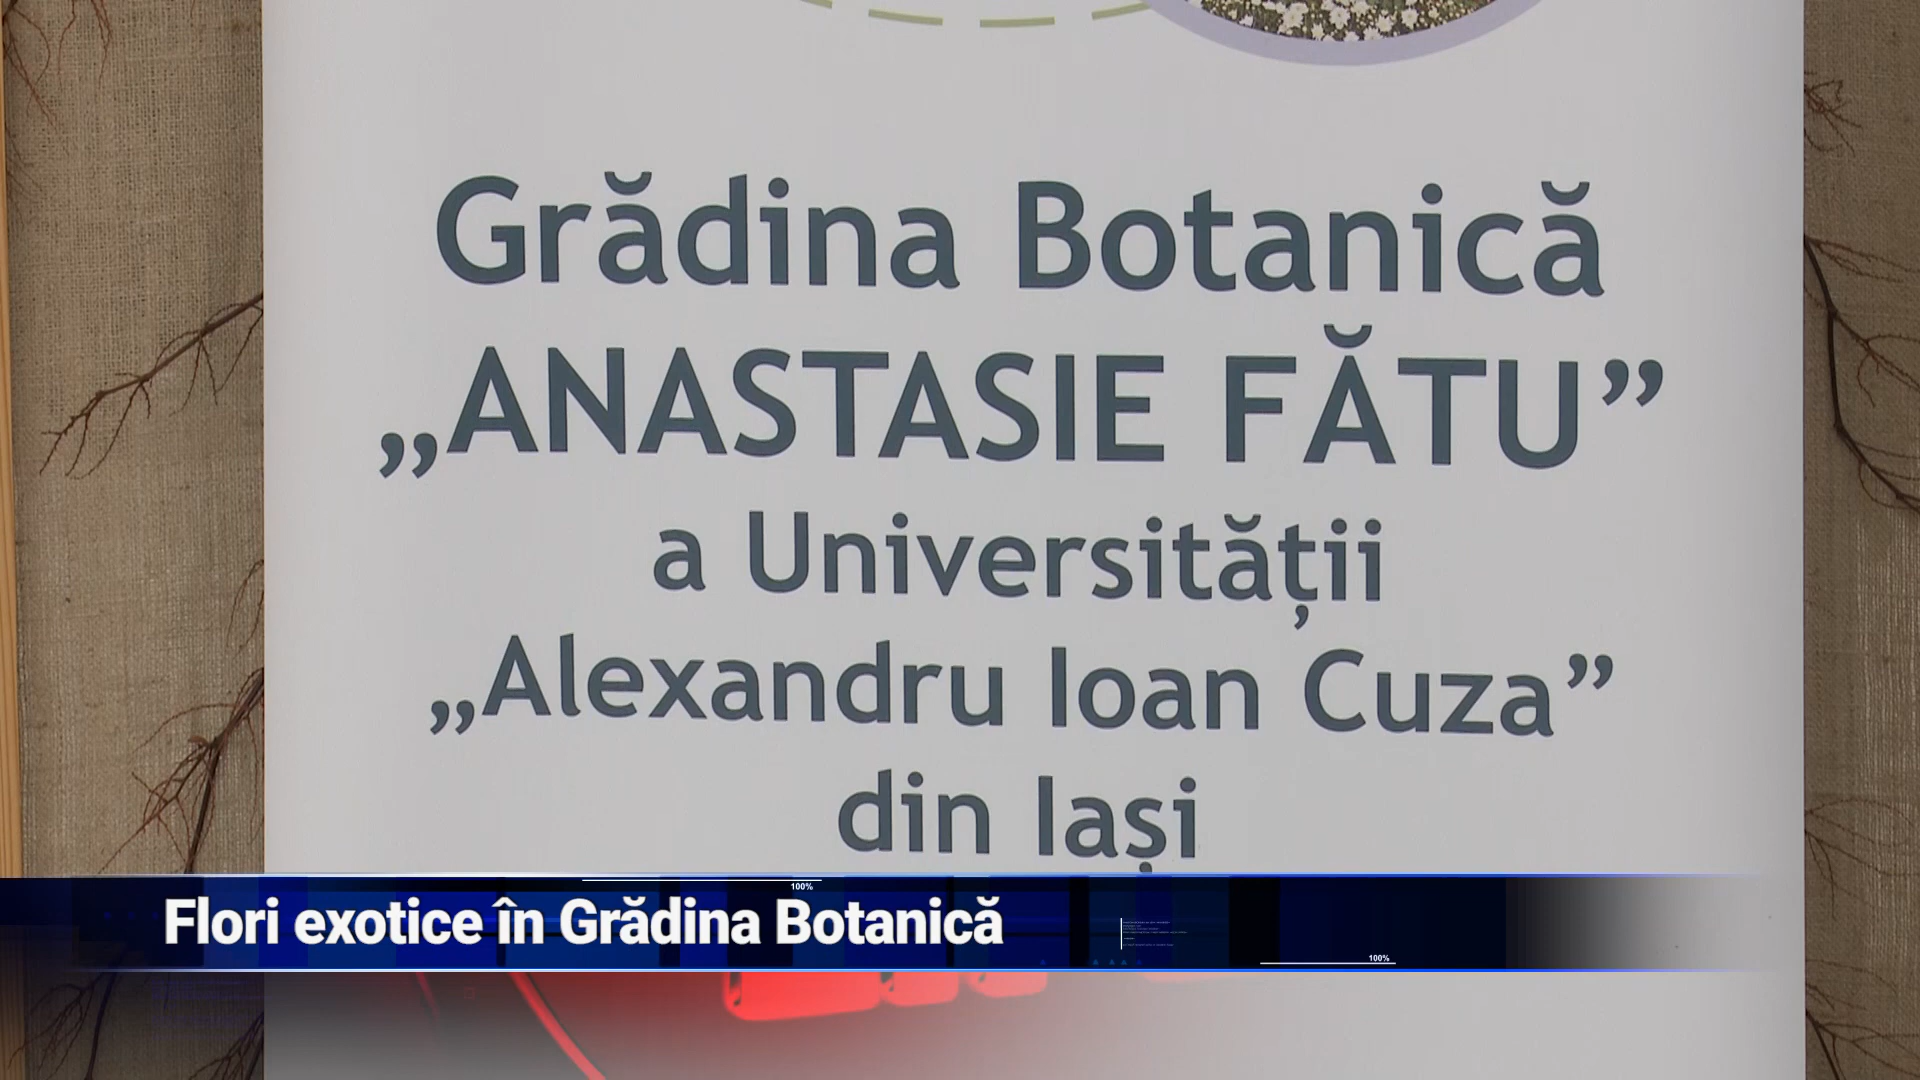 Grădina Botanică
„ANASTASIE FĂTU”
a Universității
„Alexandru Ioan Cuza”
din Iași
100%
Flori exotice în Grădina Botanică
100%